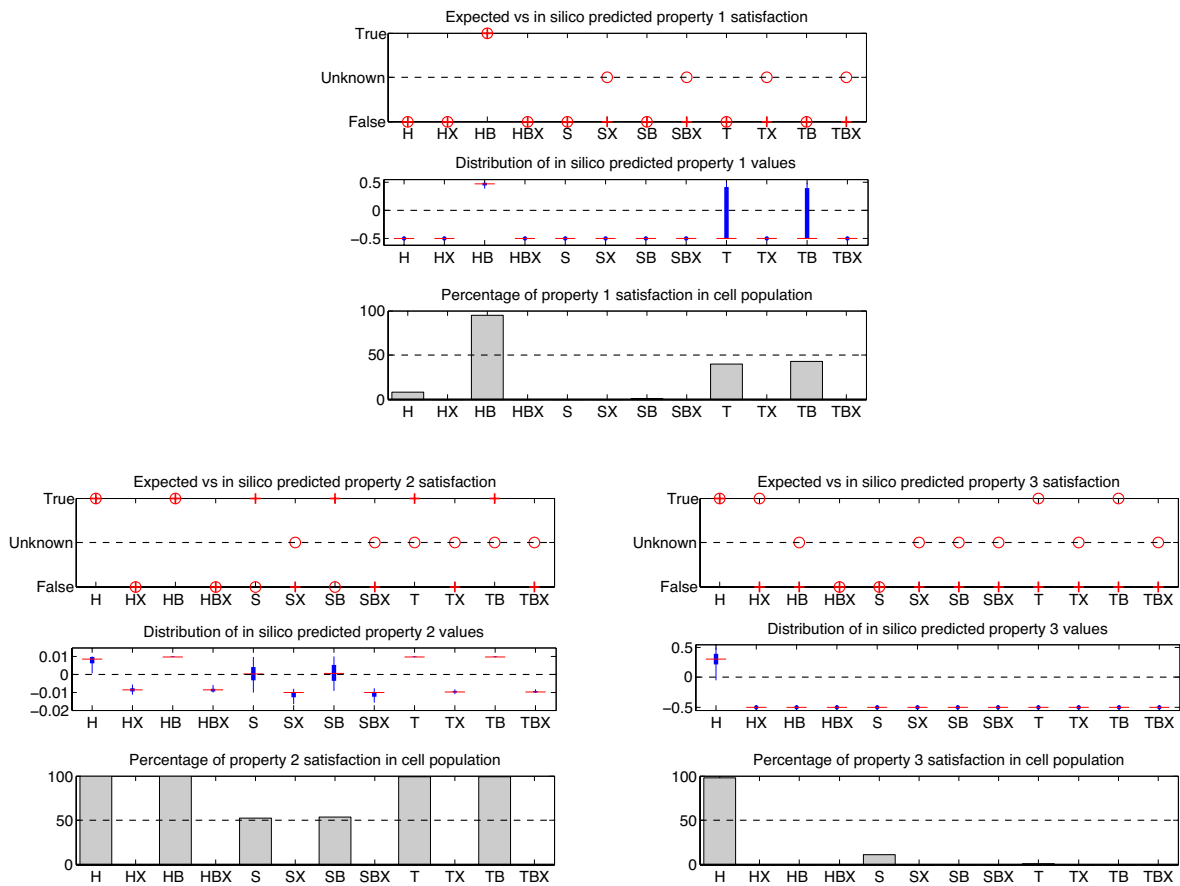 Expected vs in silico predicted property 1 satisfaction
True
Unknown
False
H HX HB HBX S SX SB SBX T TX TB TBX
Distribution of in silico predicted property 1 values
0.5
0
−0.5
H HX HB HBX S SX SB SBX T TX TB TBX
Percentage of property 1 satisfaction in cell population
100
50
0
H HX HB HBX S SX SB SBX T TX TB TBX
Expected vs in silico predicted property 2 satisfaction
True
Unknown
False
H HX HB HBX S SX SB SBX T TX TB TBX
Distribution of in silico predicted property 2 values
0.01
0
−0.01
−0.02
H HX HB HBX S SX SB SBX T TX TB TBX
Percentage of property 2 satisfaction in cell population
100
50
0
H HX HB HBX S SX SB SBX T TX TB TBX
Expected vs in silico predicted property 3 satisfaction
True
Unknown
False
H HX HB HBX S SX SB SBX T TX TB TBX
Distribution of in silico predicted property 3 values
0.5
0
−0.5
H HX HB HBX S SX SB SBX T TX TB TBX
Percentage of property 3 satisfaction in cell population
100
50
0
H HX HB HBX S SX SB SBX T TX TB TBX